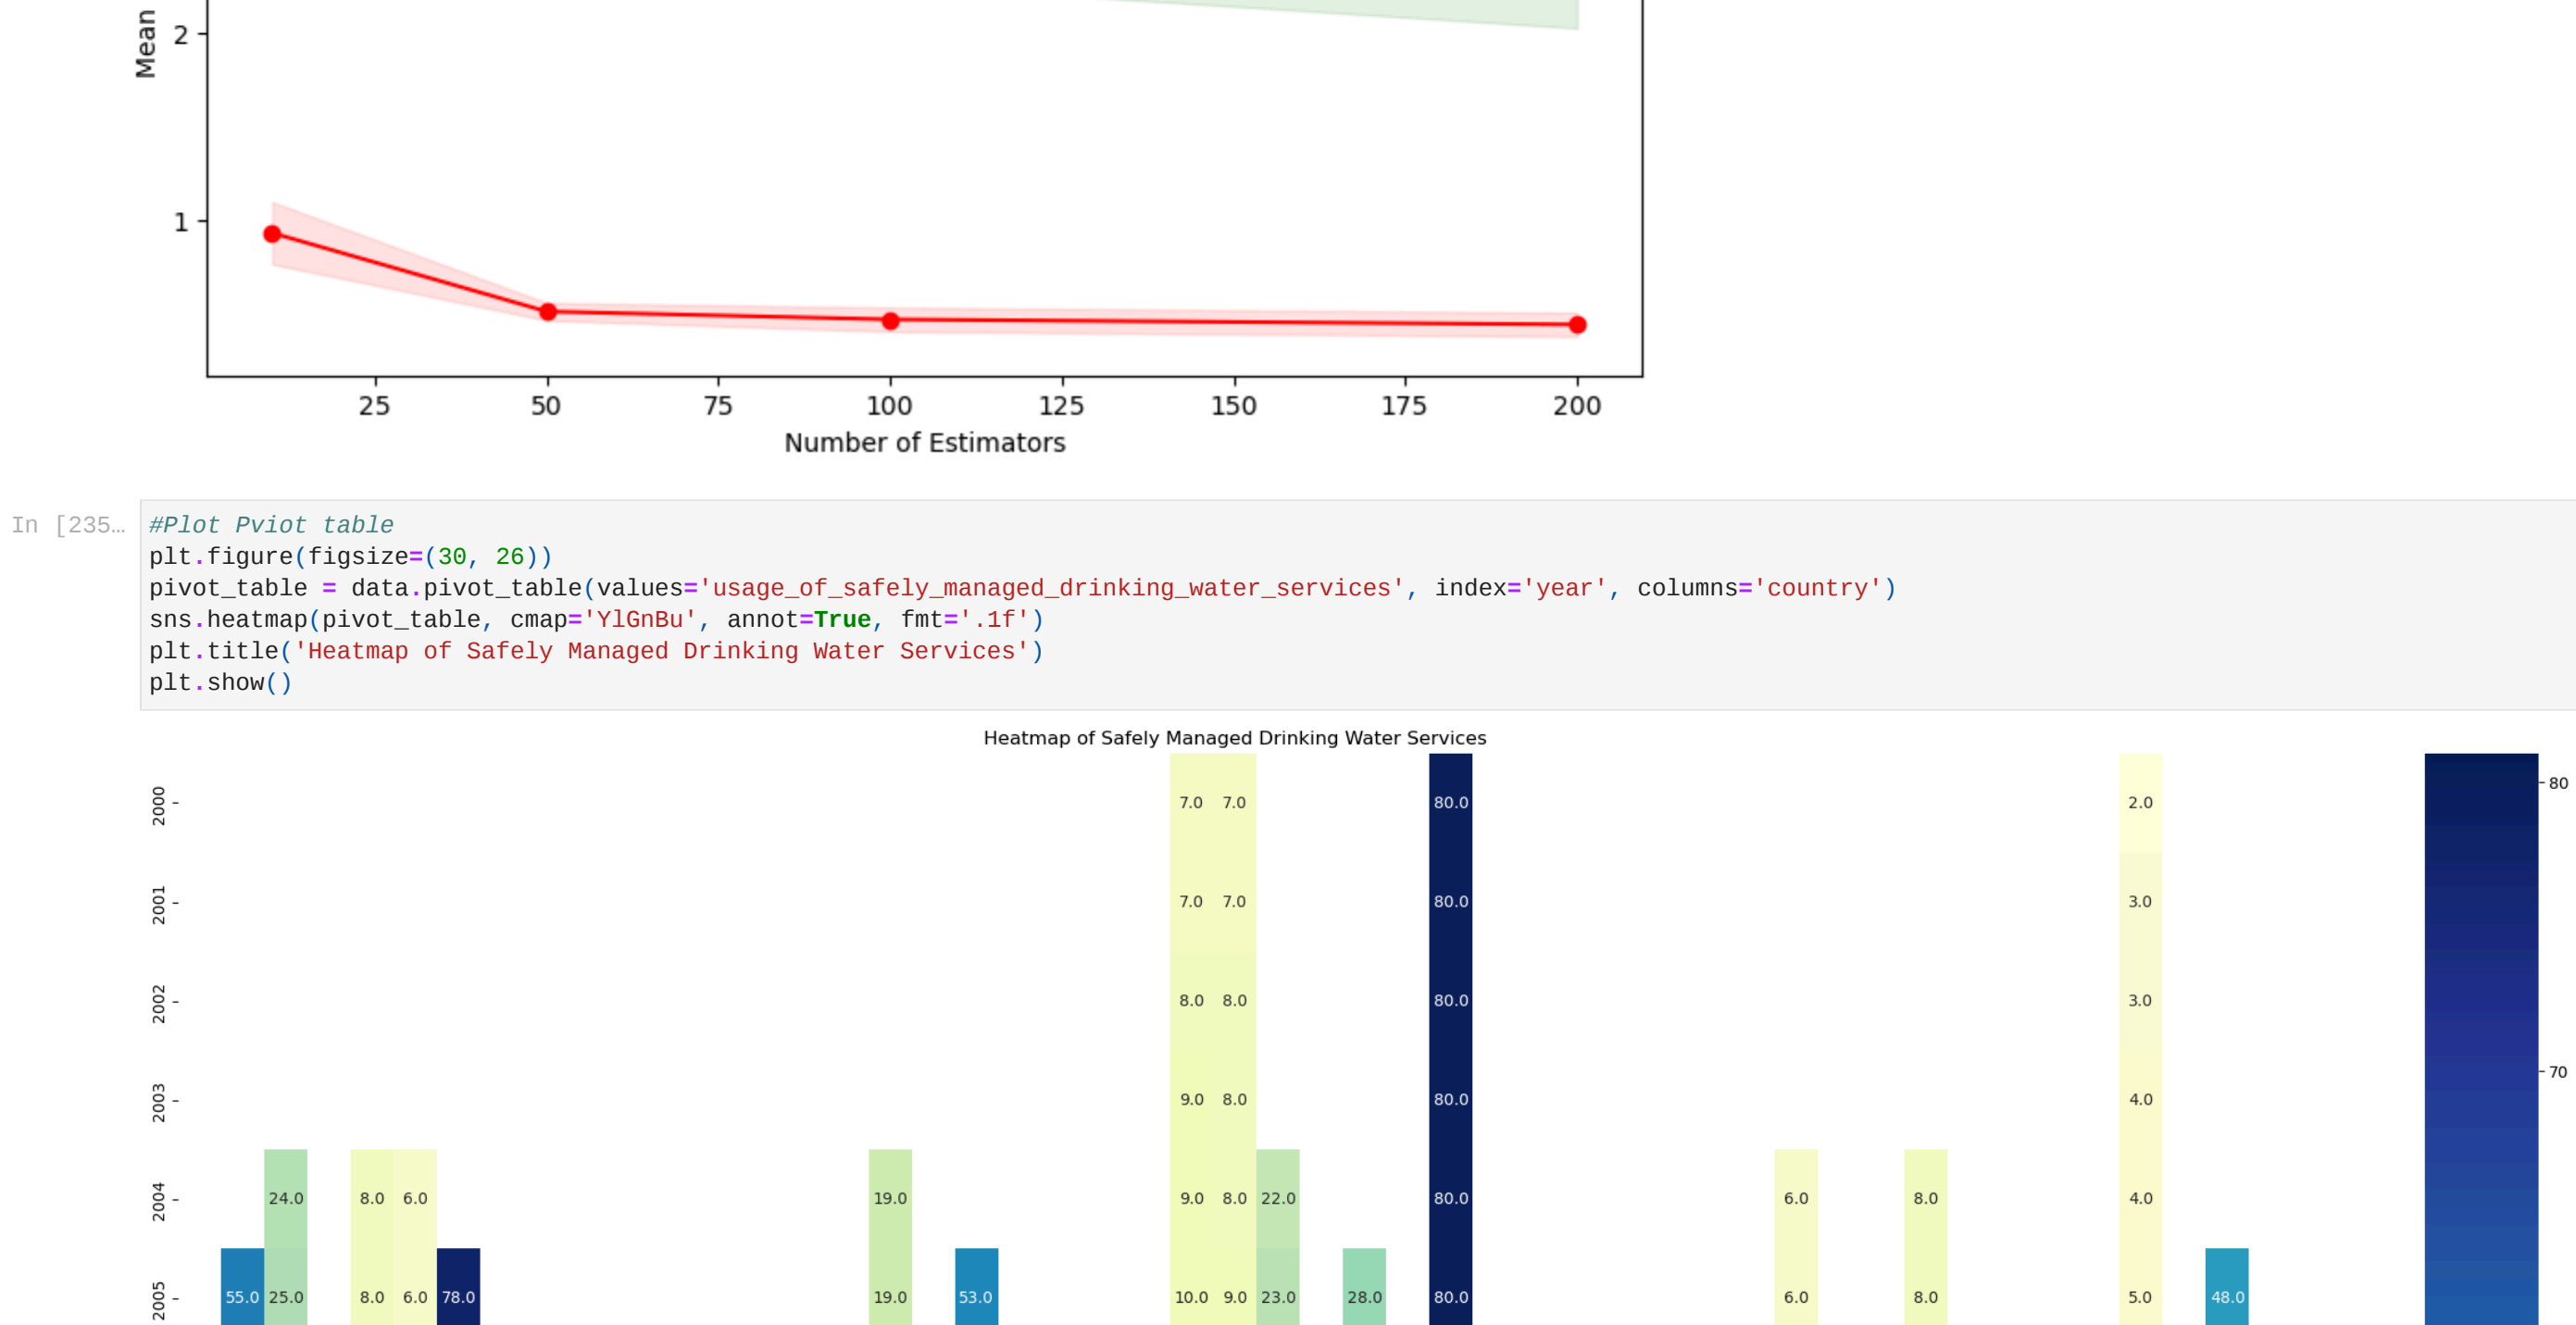 Mean
2
1
25 50 75 100 125 150 175 200
Number of Estimators
In [235…
#Plot Pviot table
plt.figure(figsize=(30, 26))
pivot_table = data.pivot_table(values='usage_of_safely_managed_drinking_water_services', index='year', columns='country')
sns.heatmap(pivot_table, cmap='YlGnBu', annot=True, fmt='.1f')
plt.title('Heatmap of Safely Managed Drinking Water Services')
plt.show()
Heatmap of Safely Managed Drinking Water Services
80
2000 7.0 7.0 80.0 2.0
2001 7.0 7.0 80.0 3.0
2002 8.0 8.0 80.0 3.0
70
2003 9.0 8.0 80.0 4.0
2004 24.0 8.0 6.0 19.0 9.0 8.0 22.0 80.0 6.0 8.0 4.0
2005 55.0 25.0 8.0 6.0 78.0 19.0 53.0 10.0 9.0 23.0 28.0 80.0 6.0 8.0 5.0 48.0